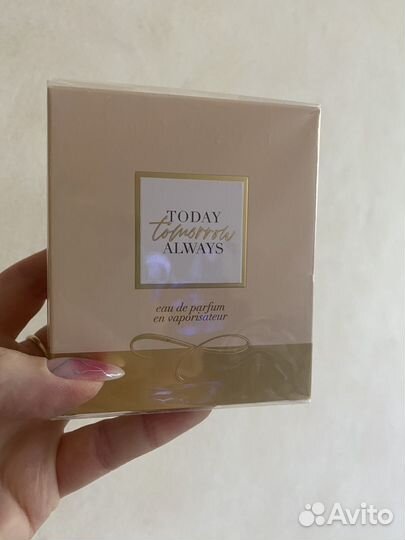 TODAY
tomorrow
ALWAYS
eau de parfum
en vaporisateur
Avito